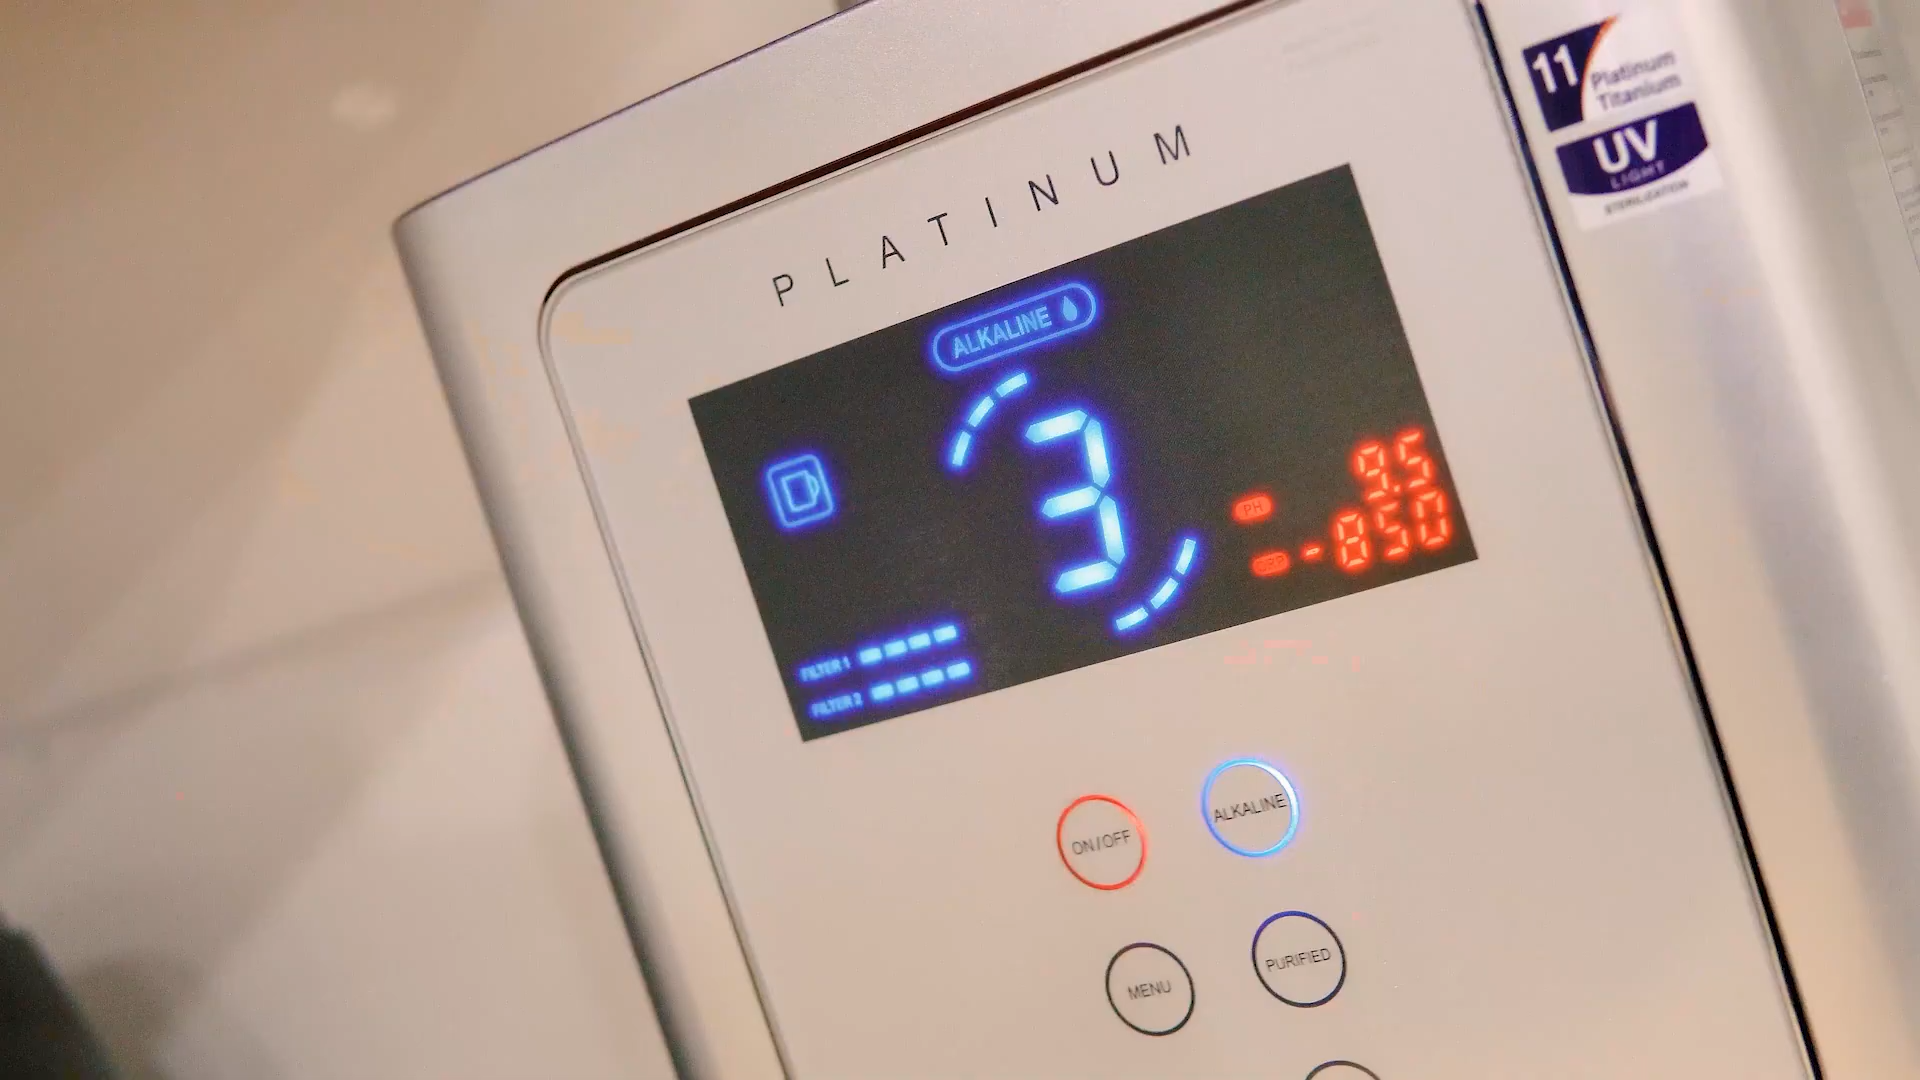 PLATINUM
11 Platinum
Titanium
UV
LIGHT
STERILIZATION
ALKALINE
3
PH 9.5
ORP -850
FILTER 1
FILTER 2
ON/OFF
ALKALINE
MENU
PURIFIED